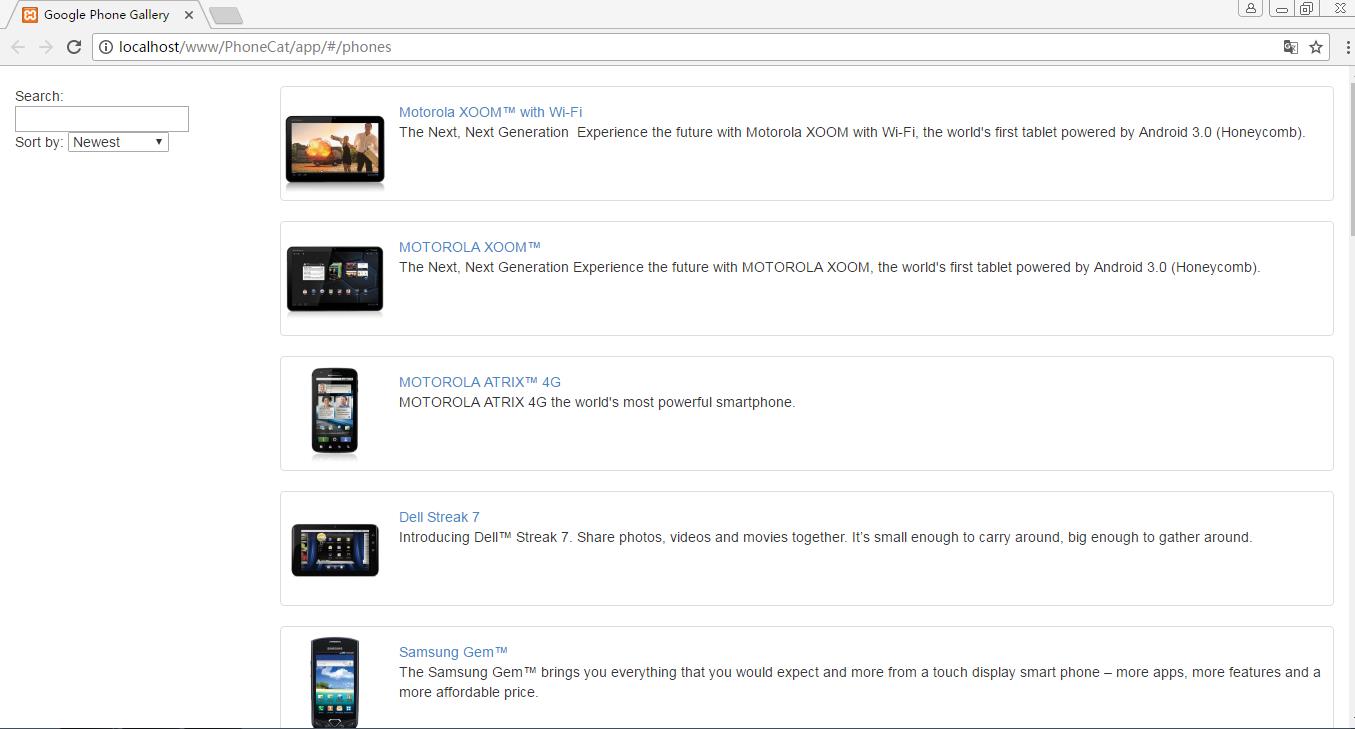 Google Phone Gallery
localhost/www/PhoneCat/app/#/phones
Search:
Sort by: Newest
Motorola XOOM™ with Wi-Fi
The Next, Next Generation  Experience the future with Motorola XOOM with Wi-Fi, the world's first tablet powered by Android 3.0 (Honeycomb).
MOTOROLA XOOM™
The Next, Next Generation Experience the future with MOTOROLA XOOM, the world's first tablet powered by Android 3.0 (Honeycomb).
MOTOROLA ATRIX™ 4G
MOTOROLA ATRIX 4G the world's most powerful smartphone.
Dell Streak 7
Introducing Dell™ Streak 7. Share photos, videos and movies together. It’s small enough to carry around, big enough to gather around.
SAMSUNG
Samsung Gem™
The Samsung Gem™ brings you everything that you would expect and more from a touch display smart phone – more apps, more features and a
more affordable price.